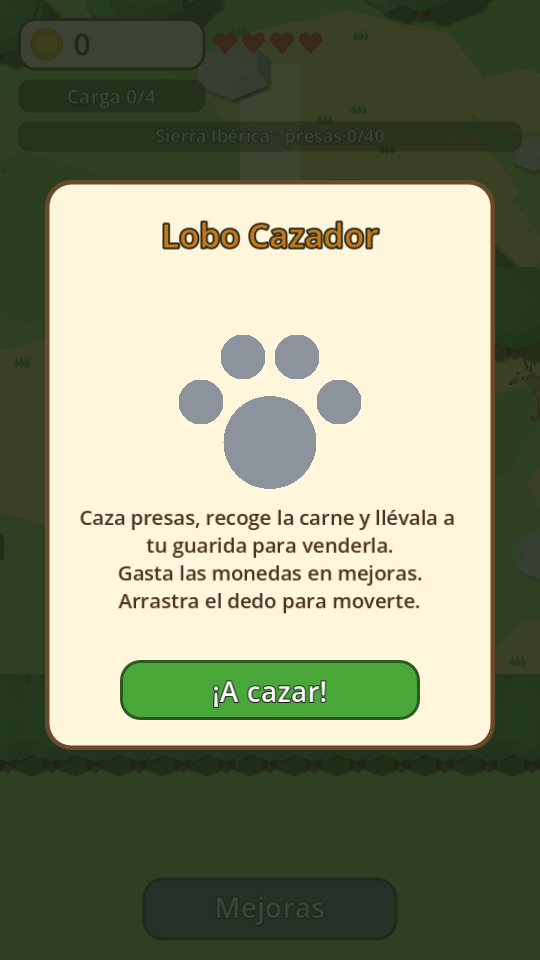 0
Carga 0/4
Sierra Ibérica · presas 0/40
Lobo Cazador
Caza presas, recoge la carne y llévala a
tu guarida para venderla.
Gasta las monedas en mejoras.
Arrastra el dedo para moverte.
¡A cazar!
Mejoras